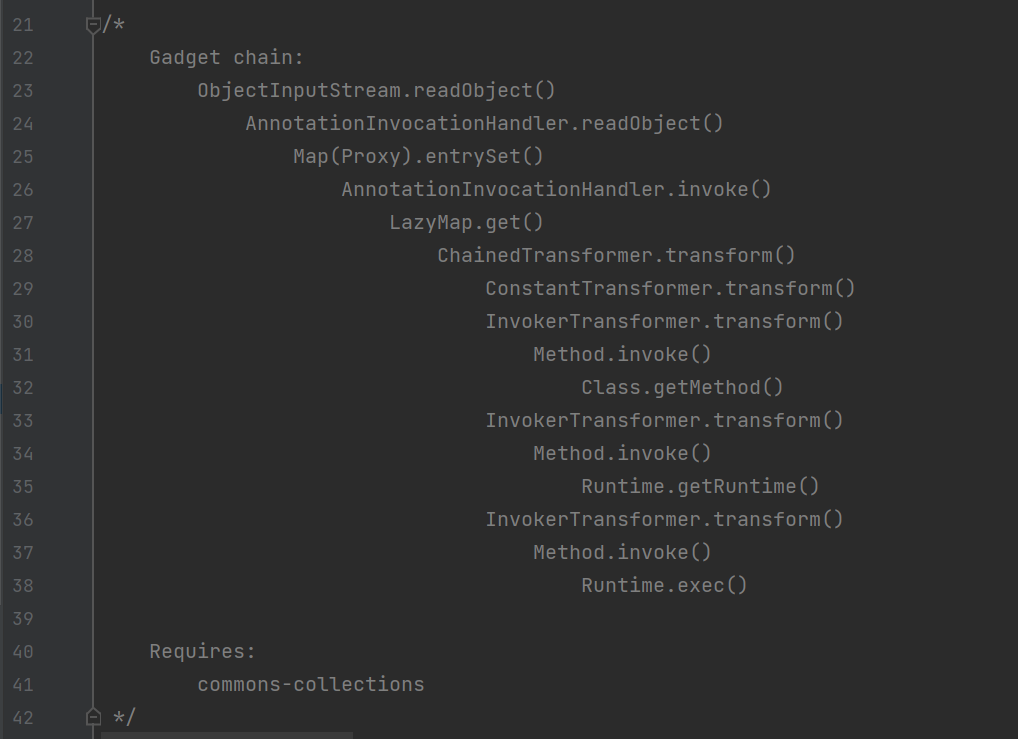 21 /*
22     Gadget chain:
23         ObjectInputStream.readObject()
24             AnnotationInvocationHandler.readObject()
25                 Map(Proxy).entrySet()
26                     AnnotationInvocationHandler.invoke()
27                         LazyMap.get()
28                             ChainedTransformer.transform()
29                                 ConstantTransformer.transform()
30                                 InvokerTransformer.transform()
31                                     Method.invoke()
32                                         Class.getMethod()
33                                 InvokerTransformer.transform()
34                                     Method.invoke()
35                                         Runtime.getRuntime()
36                                 InvokerTransformer.transform()
37                                     Method.invoke()
38                                         Runtime.exec()
39
40     Requires:
41         commons-collections
42  */